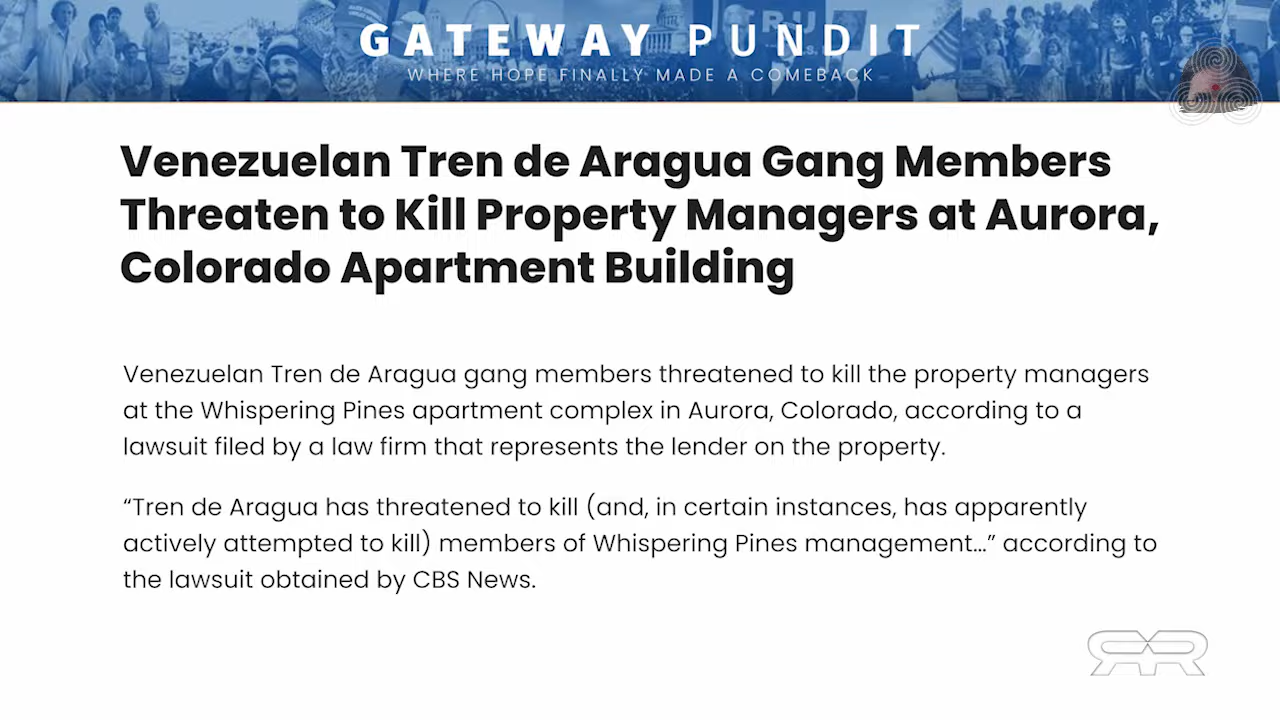 GATEWAY PUNDIT
WHERE HOPE FINALLY MADE A COMEBACK
Venezuelan Tren de Aragua Gang Members
Threaten to Kill Property Managers at Aurora,
Colorado Apartment Building
Venezuelan Tren de Aragua gang members threatened to kill the property managers
at the Whispering Pines apartment complex in Aurora, Colorado, according to a
lawsuit filed by a law firm that represents the lender on the property.
“Tren de Aragua has threatened to kill (and, in certain instances, has apparently
actively attempted to kill) members of Whispering Pines management…” according to
the lawsuit obtained by CBS News.